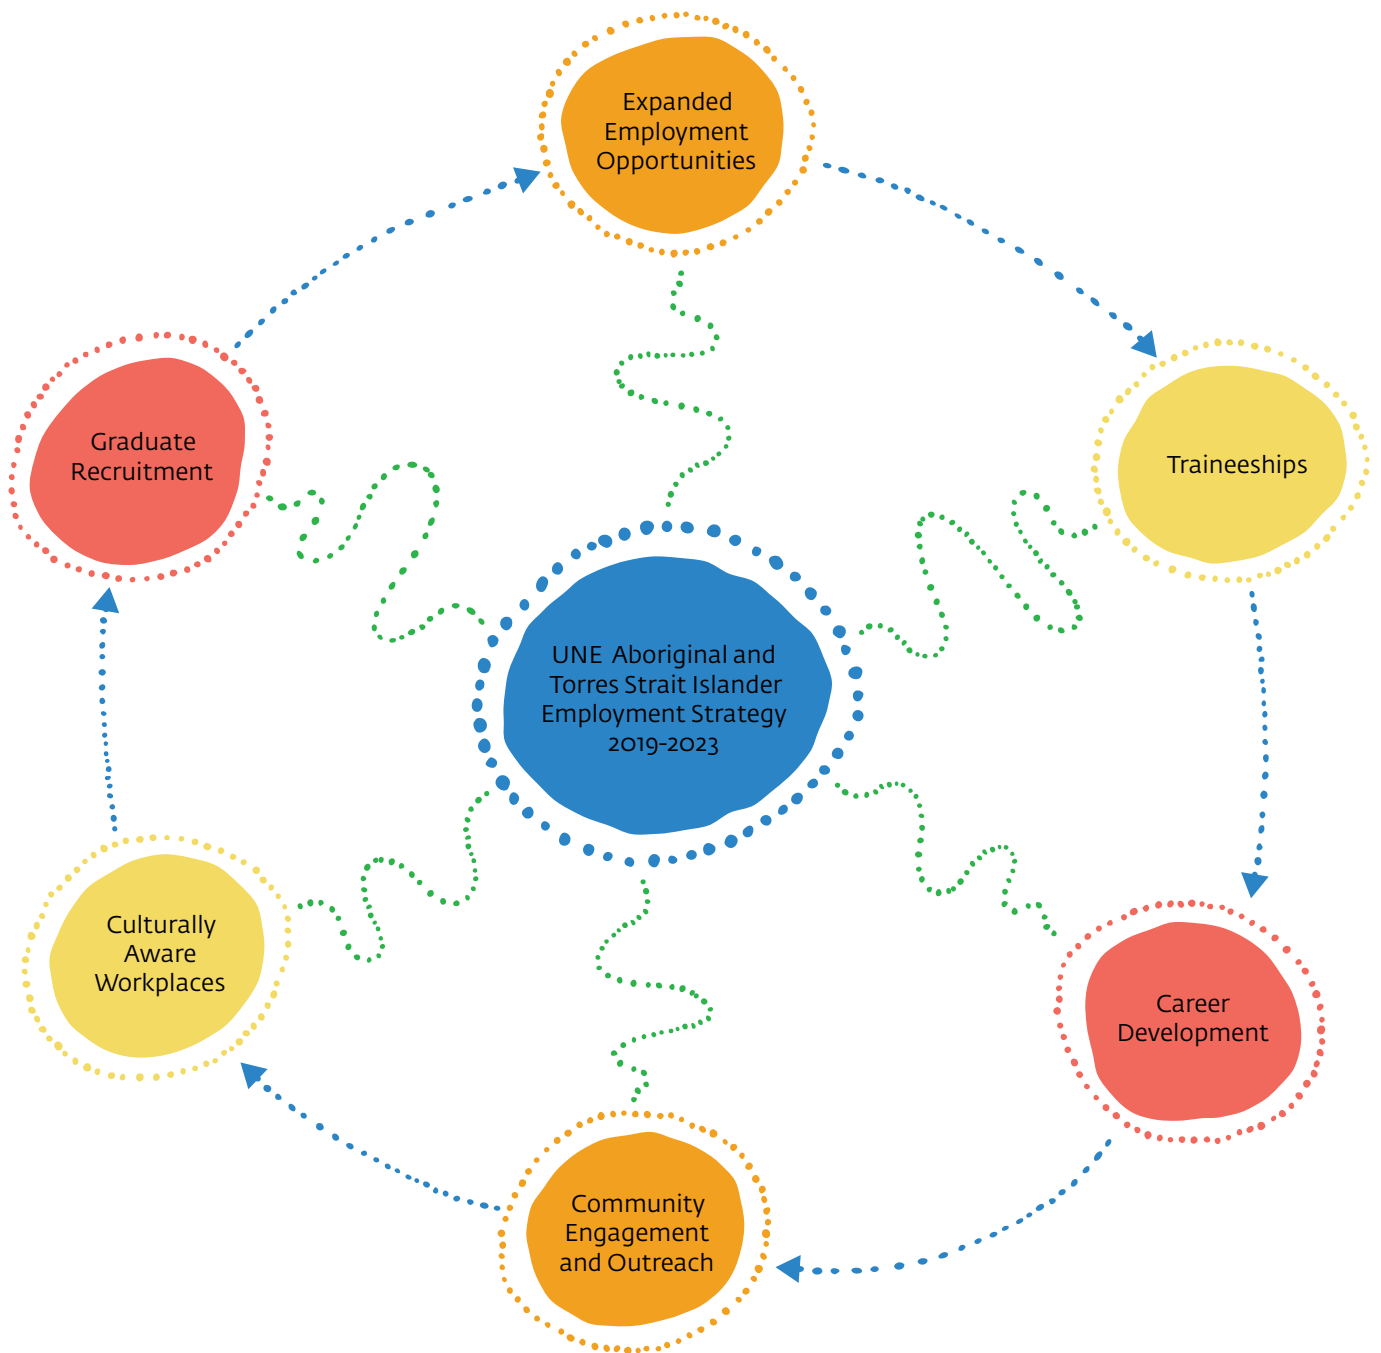 Expanded
Employment
Opportunities
Graduate
Recruitment
Traineeships
UNE Aboriginal and
Torres Strait Islander
Employment Strategy
2019-2023
Culturally
Aware
Workplaces
Career
Development
Community
Engagement
and Outreach